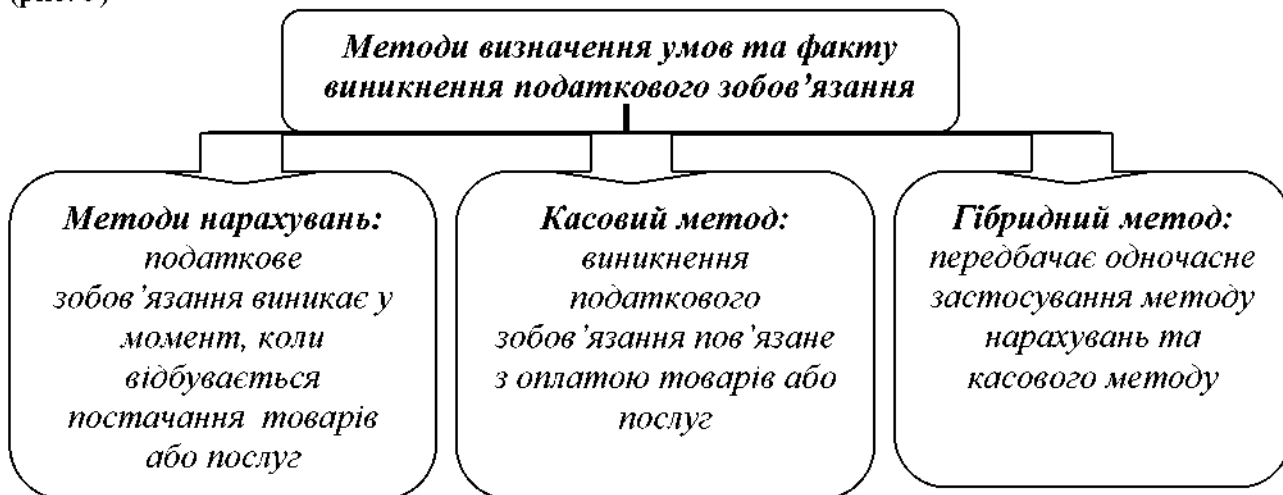 Методи визначення умов та факту
виникнення податкового зобов’язання
Методи нарахувань:
податкове
зобов’язання виникає у
момент, коли
відбувається
постачання товарів
або послуг
Касовий метод:
виникнення
податкового
зобов’язання пов’язане
з оплатою товарів або
послуг
Гібридний метод:
передбачає одночасне
застосування методу
нарахувань та
касового методу